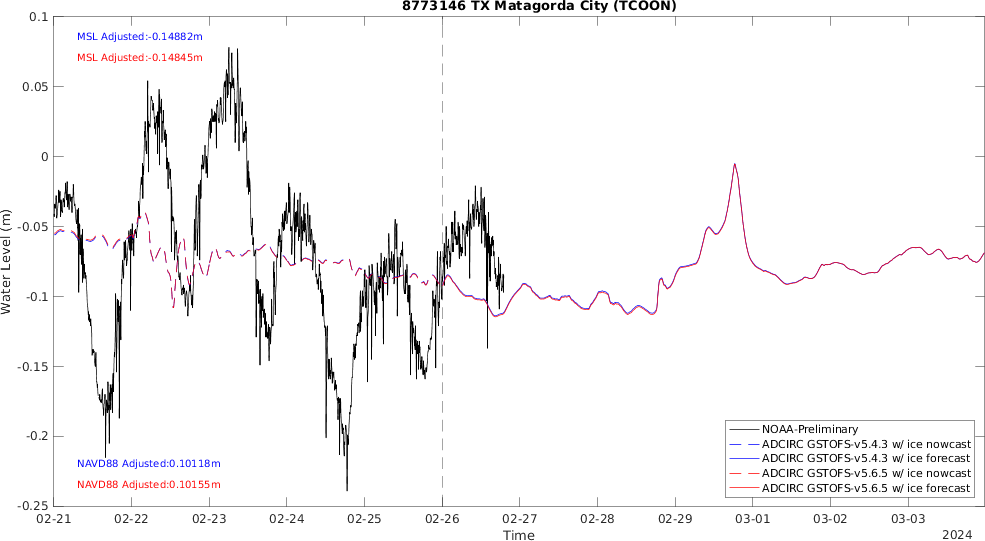 8773146 TX Matagorda City (TCOON)
MSL Adjusted:-0.14882m
MSL Adjusted:-0.14845m
0.1
0.05
0
-0.05
-0.1
-0.15
-0.2
-0.25
Water Level (m)
NAVD88 Adjusted:0.10118m
NAVD88 Adjusted:0.10155m
NOAA-Preliminary
ADCIRC GSTOFS-v5.4.3 w/ ice nowcast
ADCIRC GSTOFS-v5.4.3 w/ ice forecast
ADCIRC GSTOFS-v5.6.5 w/ ice nowcast
ADCIRC GSTOFS-v5.6.5 w/ ice forecast
02-21 02-22 02-23 02-24 02-25 02-26 02-27 02-28 02-29 03-01 03-02 03-03
Time
2024